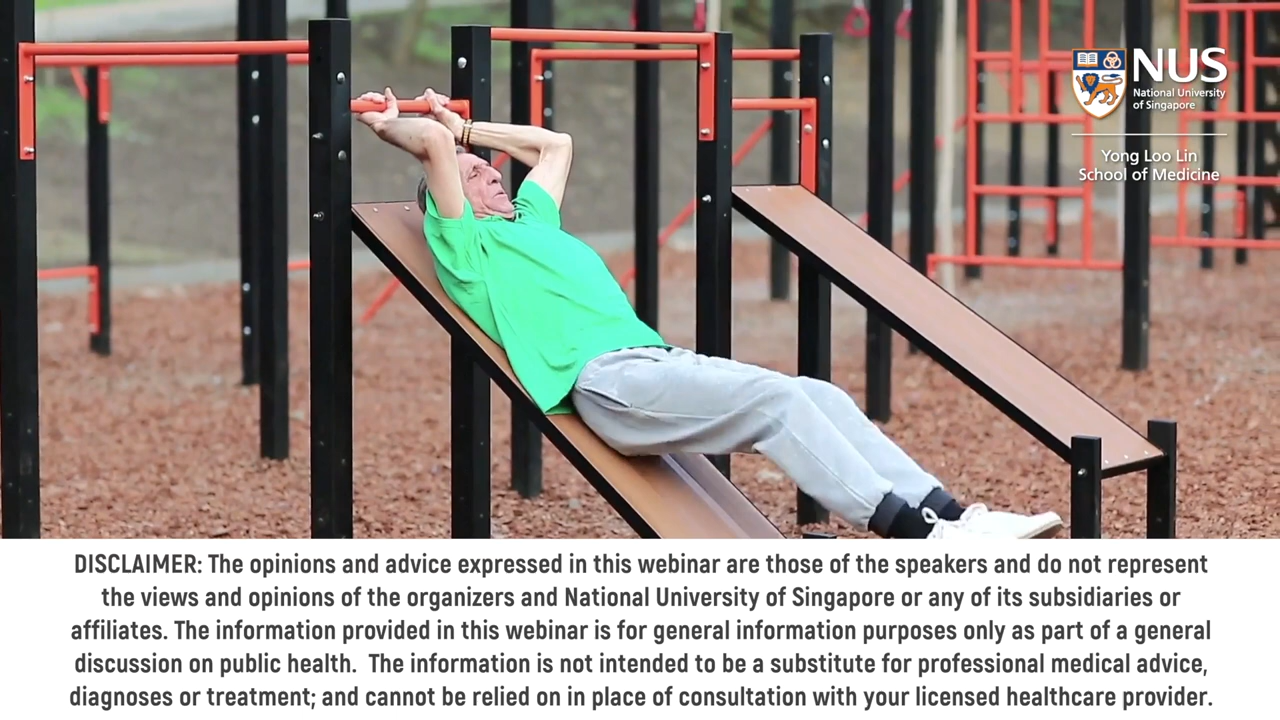 NUS
National University
of Singapore
Yong Loo Lin
School of Medicine
DISCLAIMER: The opinions and advice expressed in this webinar are those of the speakers and do not represent
the views and opinions of the organizers and National University of Singapore or any of its subsidiaries or
affiliates. The information provided in this webinar is for general information purposes only as part of a general
discussion on public health.  The information is not intended to be a substitute for professional medical advice,
diagnoses or treatment; and cannot be relied on in place of consultation with your licensed healthcare provider.